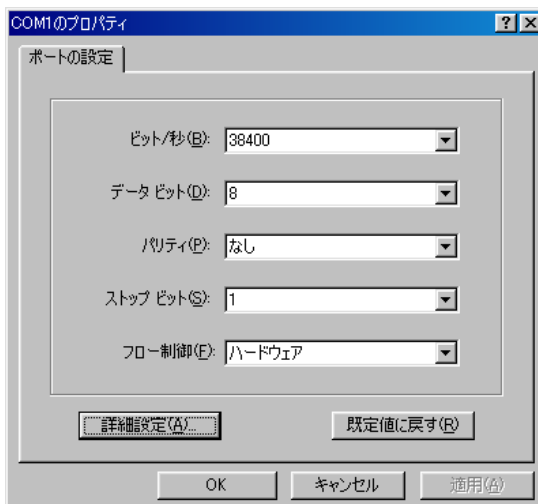 COM1のプロパティ
ポートの設定
ビット/秒(B): 38400
データ ビット(D): 8
パリティ(P): なし
ストップ ビット(S): 1
フロー制御(F): ハードウェア
詳細設定(A)... 既定値に戻す(R)
OK キャンセル 適用(A)